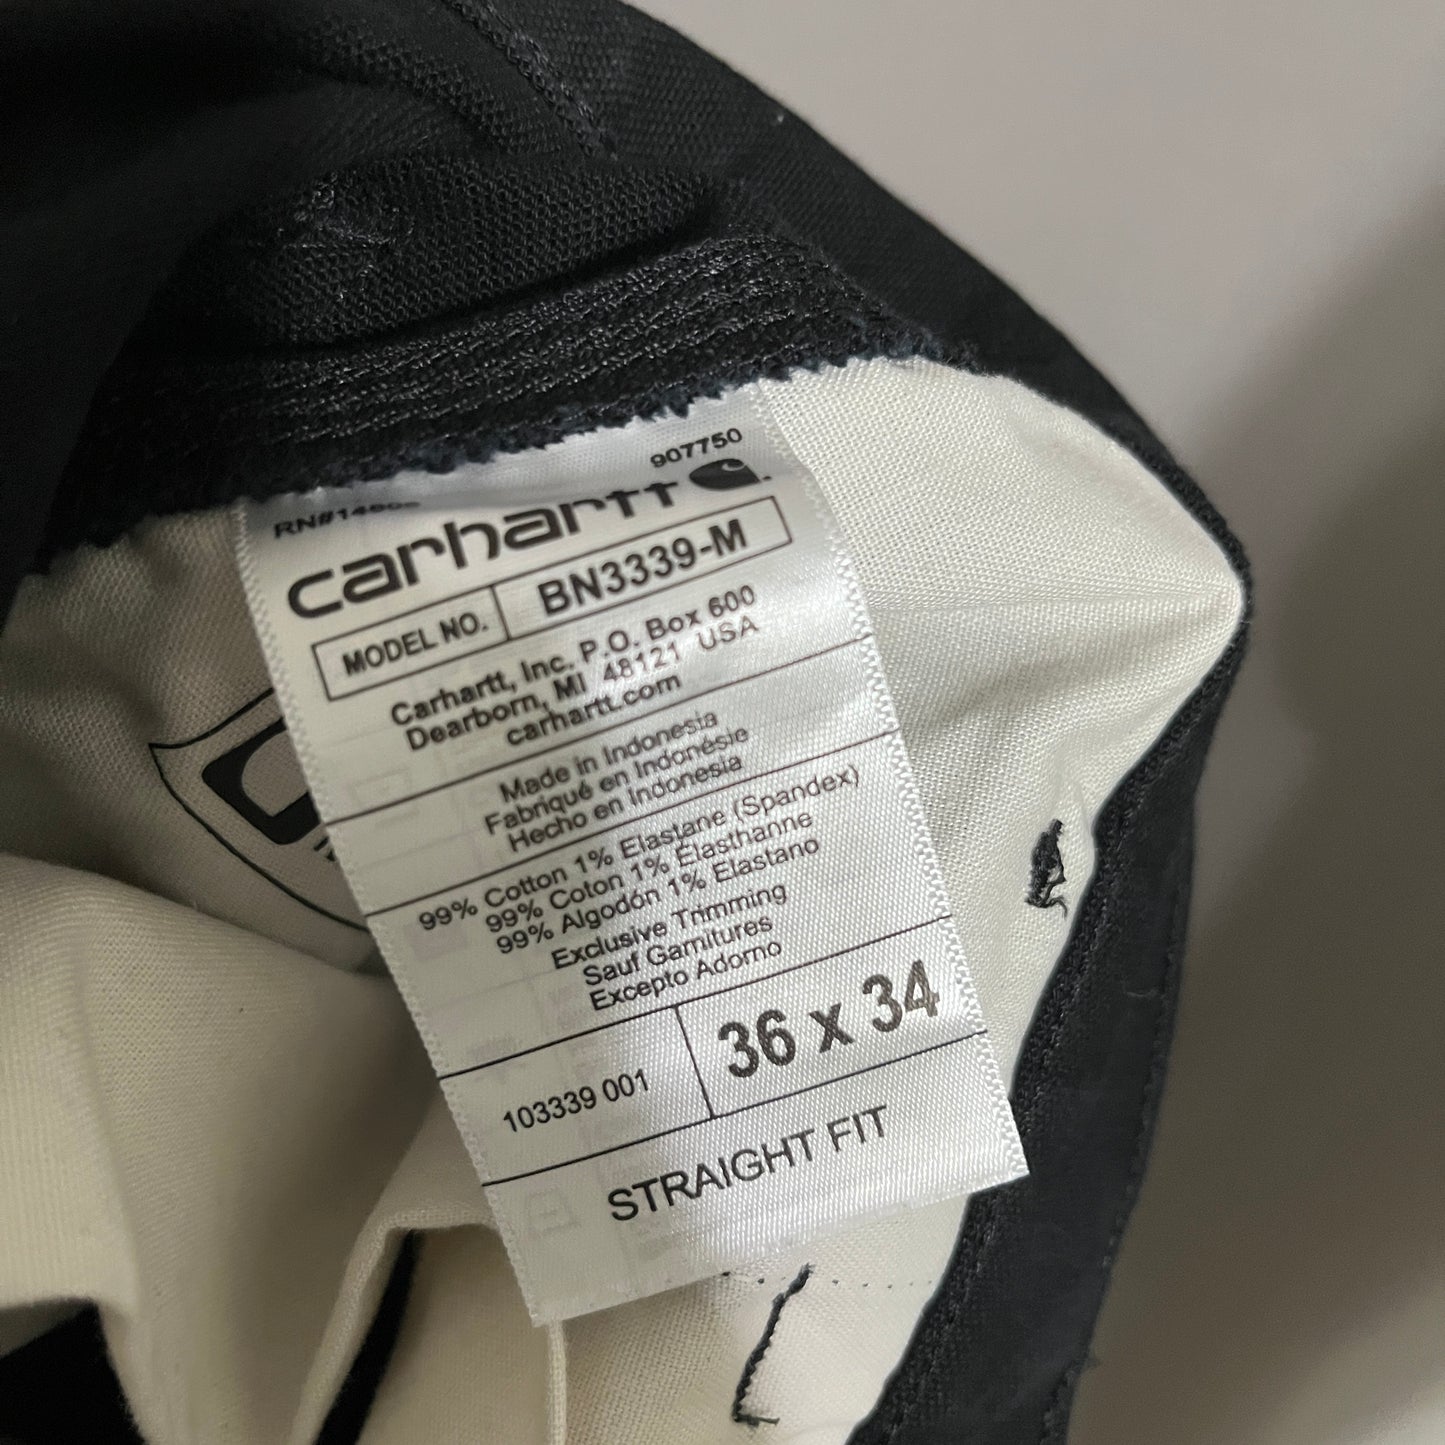 907750
carhartt
MODEL NO. BN3339-M
Carhartt, Inc. P.O. Box 600
Dearborn, MI 48121 USA
carhartt.com
Made in Indonesia
Fabriqué en Indonésie
Hecho en Indonesia
99% Cotton 1% Elastane (Spandex)
99% Coton 1% Élasthanne
99% Algodón 1% Elastano
Exclusive Trimming
Sauf Garnitures
Excepto Adorno
103339 001 36 x 34
STRAIGHT FIT